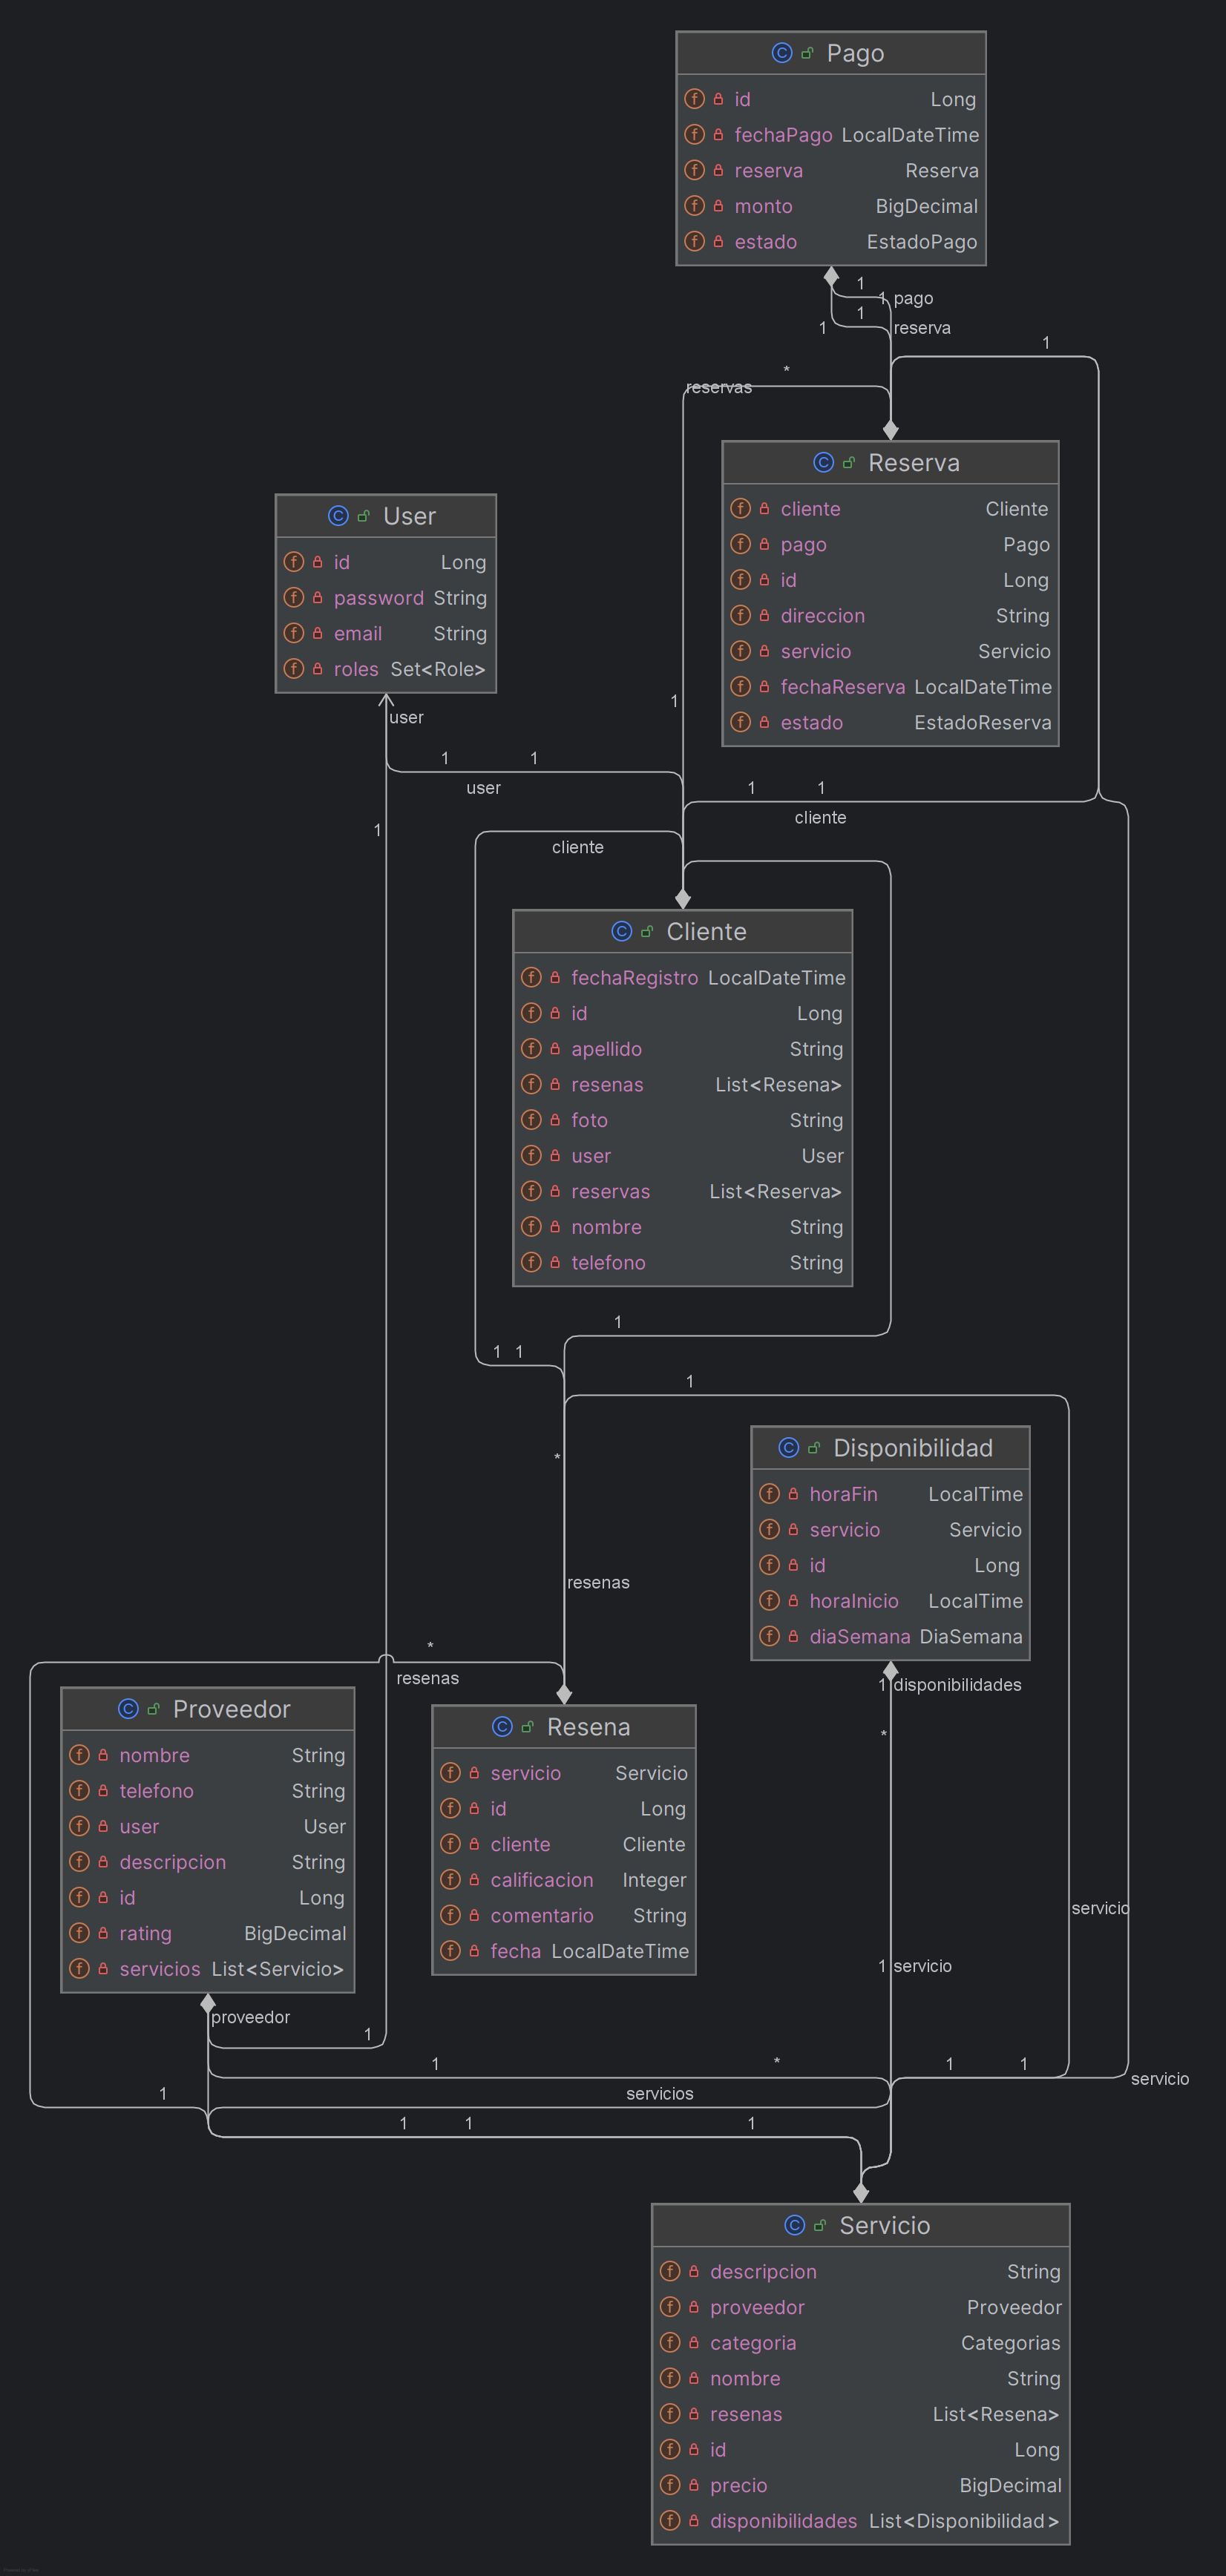 Pago
id Long
fechaPago LocalDateTime
reserva Reserva
monto BigDecimal
estado EstadoPago
1
1 pago
1
1 reserva
1
*
reservas
Reserva
cliente Cliente
pago Pago
id Long
direccion String
servicio Servicio
fechaReserva LocalDateTime
estado EstadoReserva
User
id Long
password String
email String
roles Set<Role>
1
user
1 1
user
1 1
cliente
1
cliente
Cliente
fechaRegistro LocalDateTime
id Long
apellido String
resenas List<Resena>
foto String
user User
reservas List<Reserva>
nombre String
telefono String
1
1 1
1
*
resenas
Disponibilidad
horaFin LocalTime
servicio Servicio
id Long
horaInicio LocalTime
diaSemana DiaSemana
*
resenas
1 disponibilidades
*
Proveedor
nombre String
telefono String
user User
descripcion String
id Long
rating BigDecimal
servicios List<Servicio>
Resena
servicio Servicio
id Long
cliente Cliente
calificacion Integer
comentario String
fecha LocalDateTime
servicio
1 servicio
proveedor
1
1 * 1 1
servicio
1
servicios
1 1 1
Servicio
descripcion String
proveedor Proveedor
categoria Categorias
nombre String
resenas List<Resena>
id Long
precio BigDecimal
disponibilidades List<Disponibilidad>